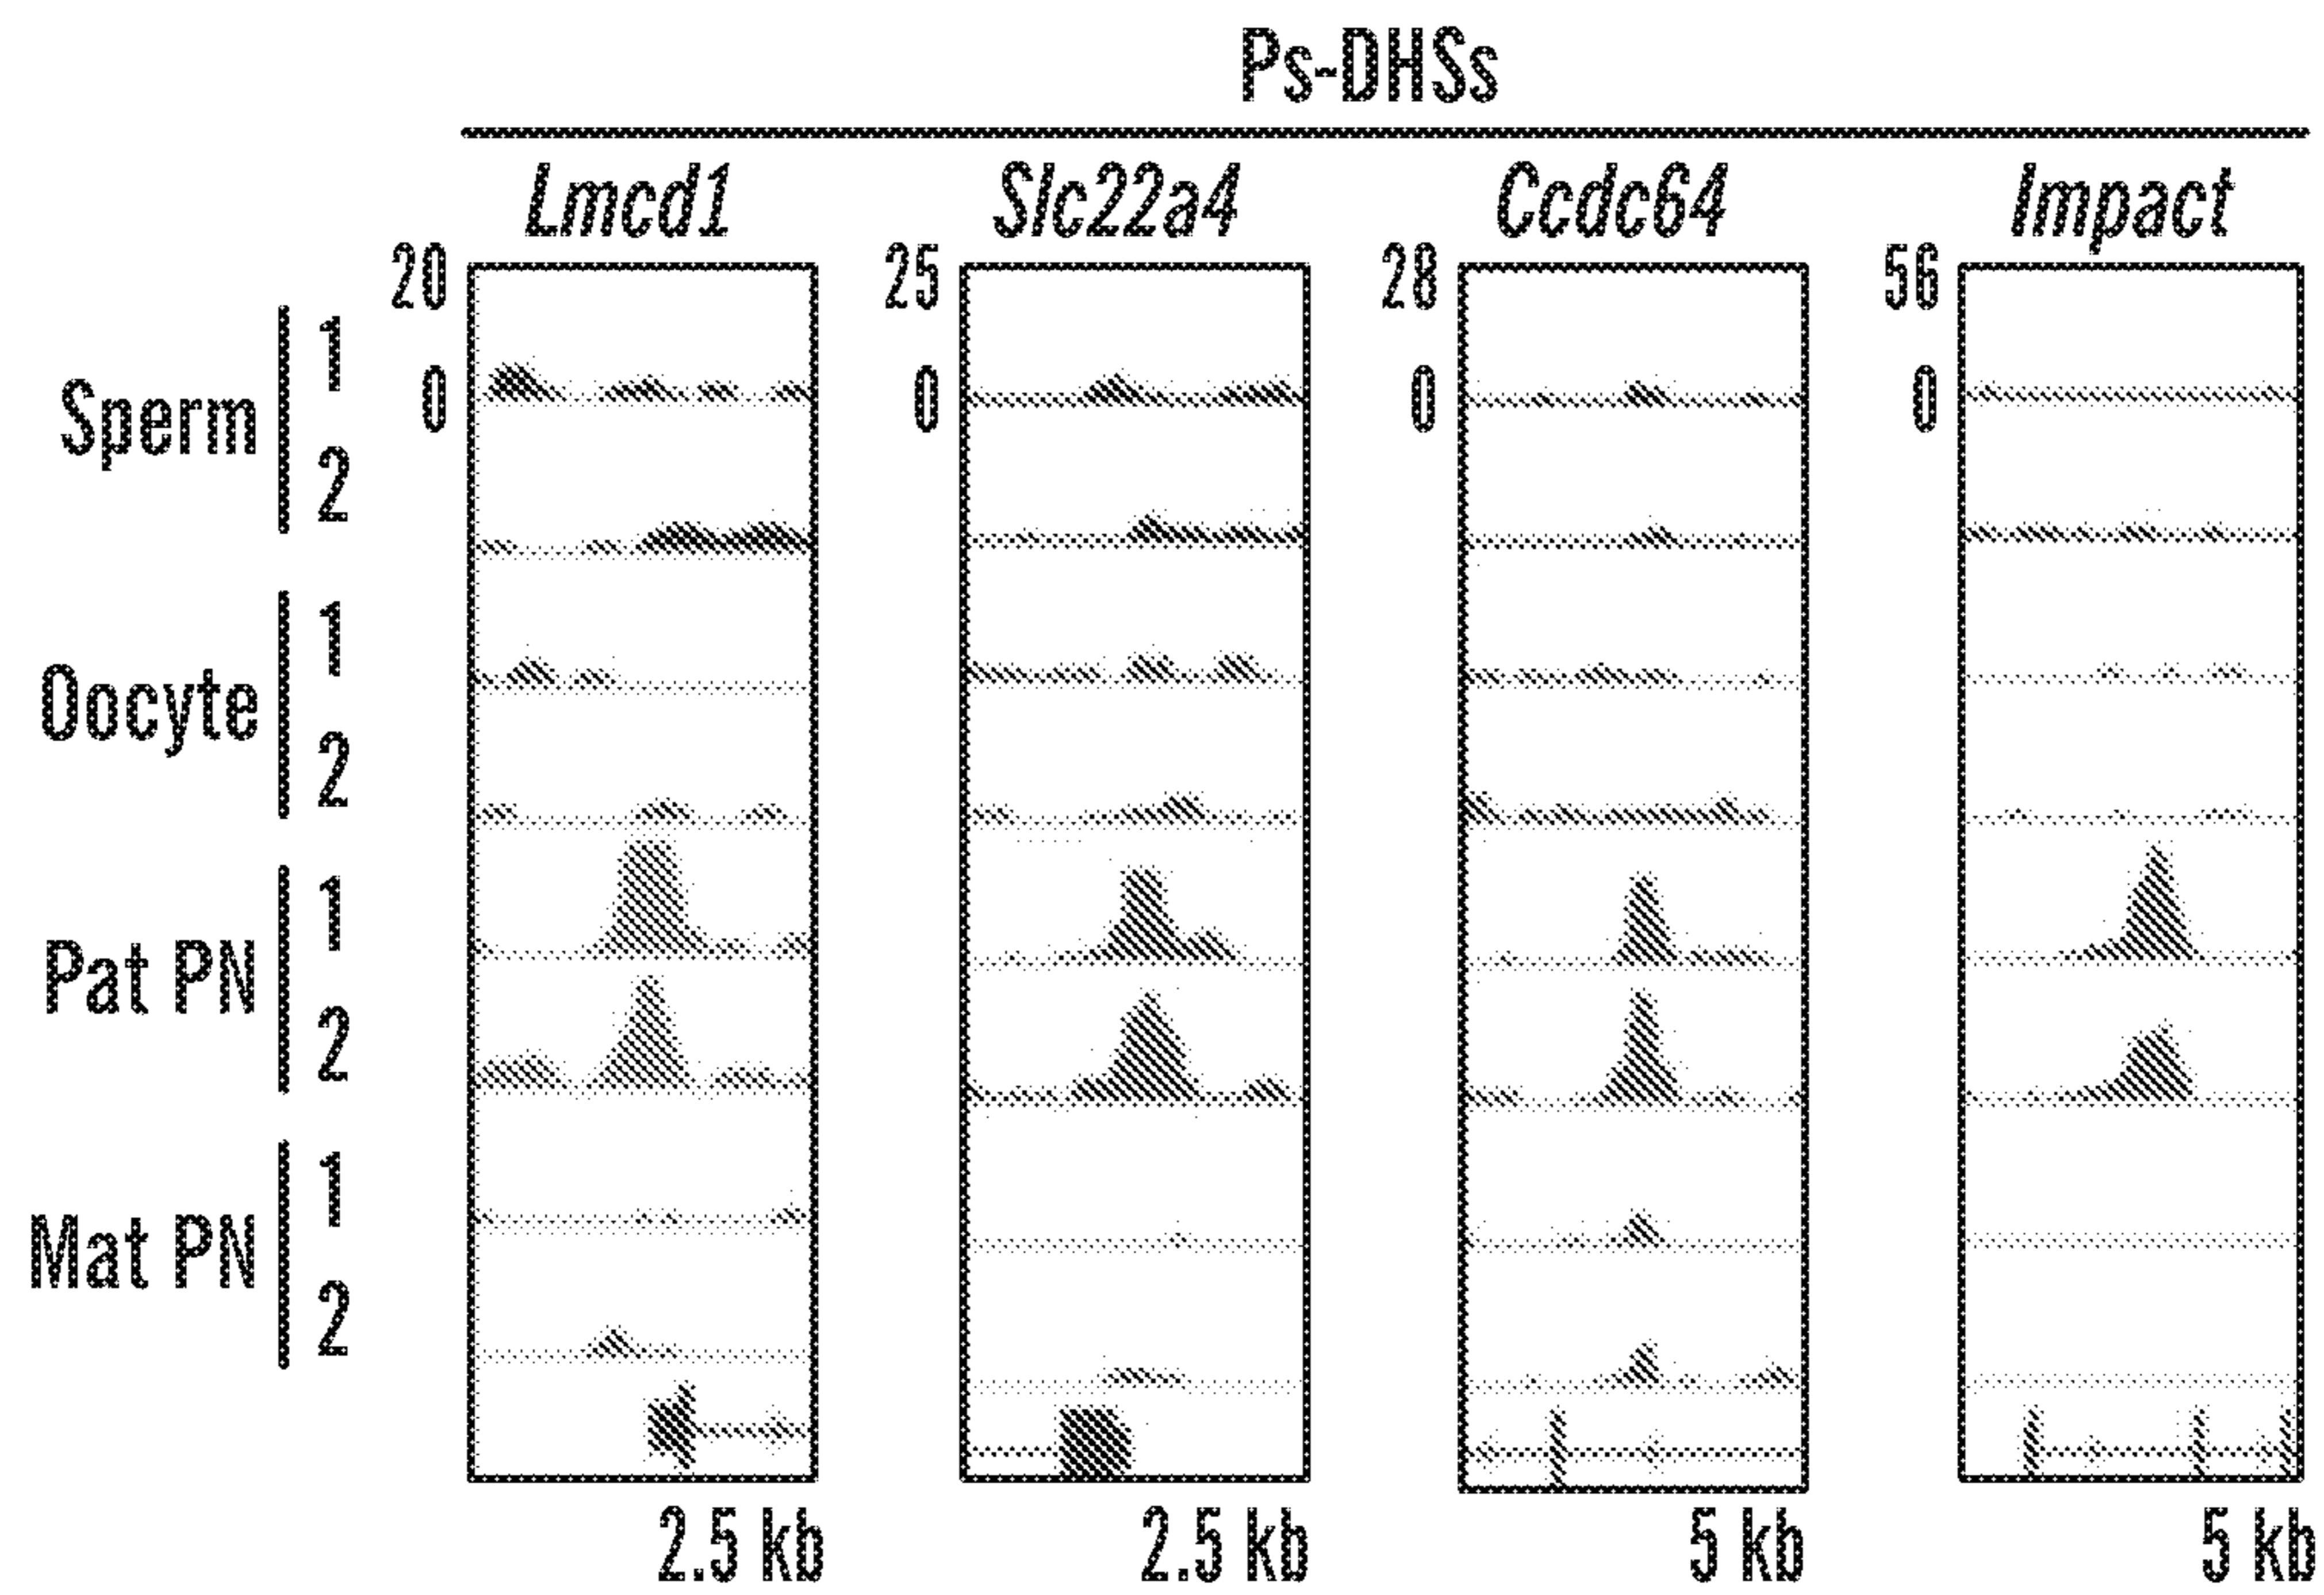 Ps-DHSs
Lmcd1 Slc22a4 Ccdc64 Impact
20 25 28 56
0 0 0 0
Sperm 1
2
Oocyte 1
2
Pat PN 1
2
Mat PN 1
2
2.5 kb 2.5 kb 5 kb 5 kb